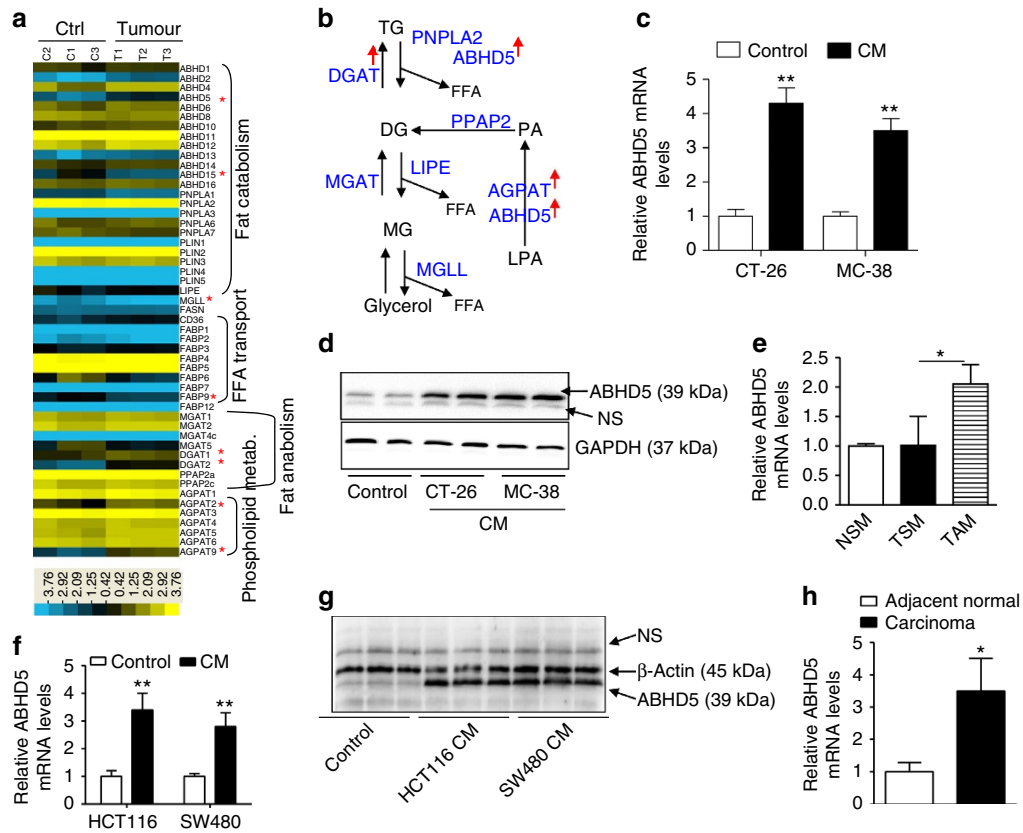 a
Ctrl Tumour
C2 C1 C3 T1 T2 T3
ABHD1
ABHD2
ABHD4
ABHD5 *
ABHD6
ABHD8
ABHD10
ABHD11
ABHD12
ABHD13
ABHD14
ABHD15 *
ABHD16
PNPLA1
PNPLA2
PNPLA3
PNPLA6
PNPLA7
PLIN1
PLIN2
PLIN3
PLIN4
PLIN5
LIPE
MGLL *
FASN
CD36
FABP1
FABP2
FABP3
FABP4
FABP5
FABP6
FABP7
FABP9 *
FABP12
MGAT1
MGAT2
MGAT4c
MGAT5
DGAT1 *
DGAT2 *
PPAP2a
PPAP2c
AGPAT1
AGPAT2 *
AGPAT3
AGPAT4
AGPAT5
AGPAT6
AGPAT9 *
Fat catabolism
FFA transport
Fat anabolism
Phospholipid metab.
3.76 2.92 2.09 1.25 0.42 0.42 1.25 2.09 2.92 3.76
b
TG
PNPLA2
ABHD5
DGAT
FFA
DG
PPAP2
PA
MGAT
LIPE
FFA
AGPAT
ABHD5
MG
LPA
MGLL
Glycerol
FFA
c
Control CM
Relative ABHD5 mRNA
levels
5
4
3
2
1
0
**
**
CT-26 MC-38
d
ABHD5 (39 kDa)
NS
GAPDH (37 kDa)
Control CT-26 MC-38
CM
e
Relative ABHD5
mRNA levels
2.5
2.0
1.5
1.0
0.5
0.0
*
NSM TSM TAM
f
Control CM
Relative ABHD5
mRNA levels
5
4
3
2
1
0
**
**
HCT116 SW480
g
NS
β-Actin (45 kDa)
ABHD5 (39 kDa)
Control
HCT116 CM
SW480 CM
h
Adjacent normal
Carcinoma
Relative ABHD5
mRNA levels
5
4
3
2
1
0
*